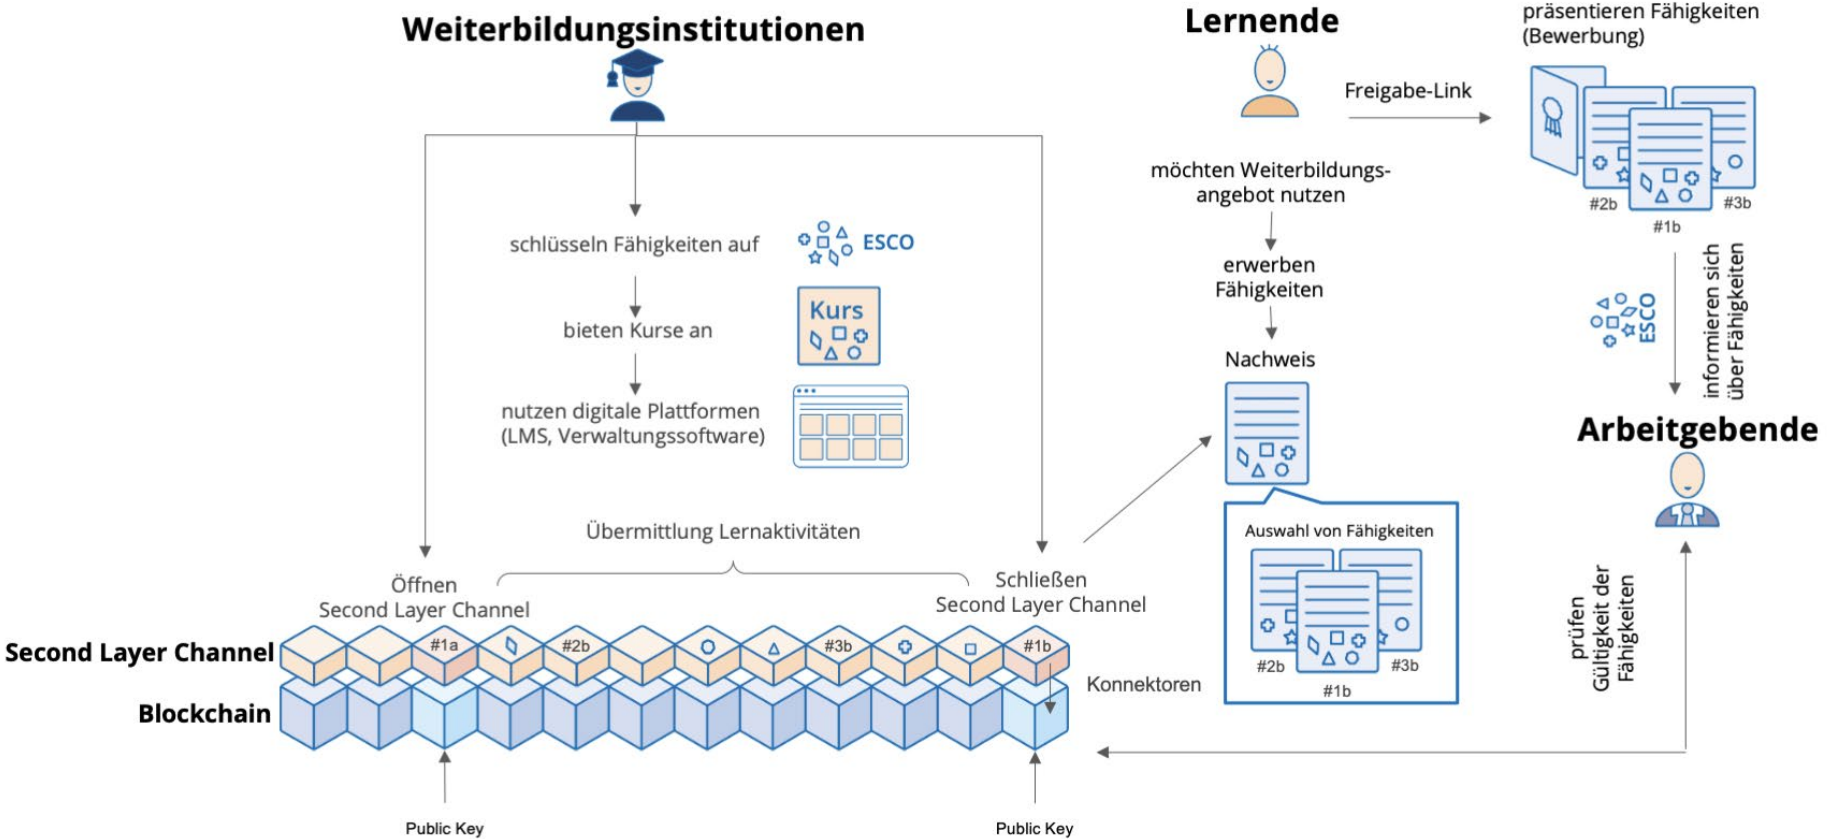 Weiterbildungsinstitutionen
schlüsseln Fähigkeiten auf
ESCO
bieten Kurse an
Kurs
nutzen digitale Plattformen
(LMS, Verwaltungssoftware)
Übermittlung Lernaktivitäten
Öffnen
Second Layer Channel
Schließen
Second Layer Channel
Second Layer Channel
#1a
#2b
#3b
#1b
Blockchain
Konnektoren
Public Key
Public Key
Lernende
Freigabe-Link
möchten Weiterbildungs-
angebot nutzen
erwerben
Fähigkeiten
Nachweis
Auswahl von Fähigkeiten
#2b
#3b
#1b
präsentieren Fähigkeiten
(Bewerbung)
#2b
#3b
#1b
ESCO
informieren sich
über Fähigkeiten
Arbeitgebende
prüfen
Gültigkeit der
Fähigkeiten